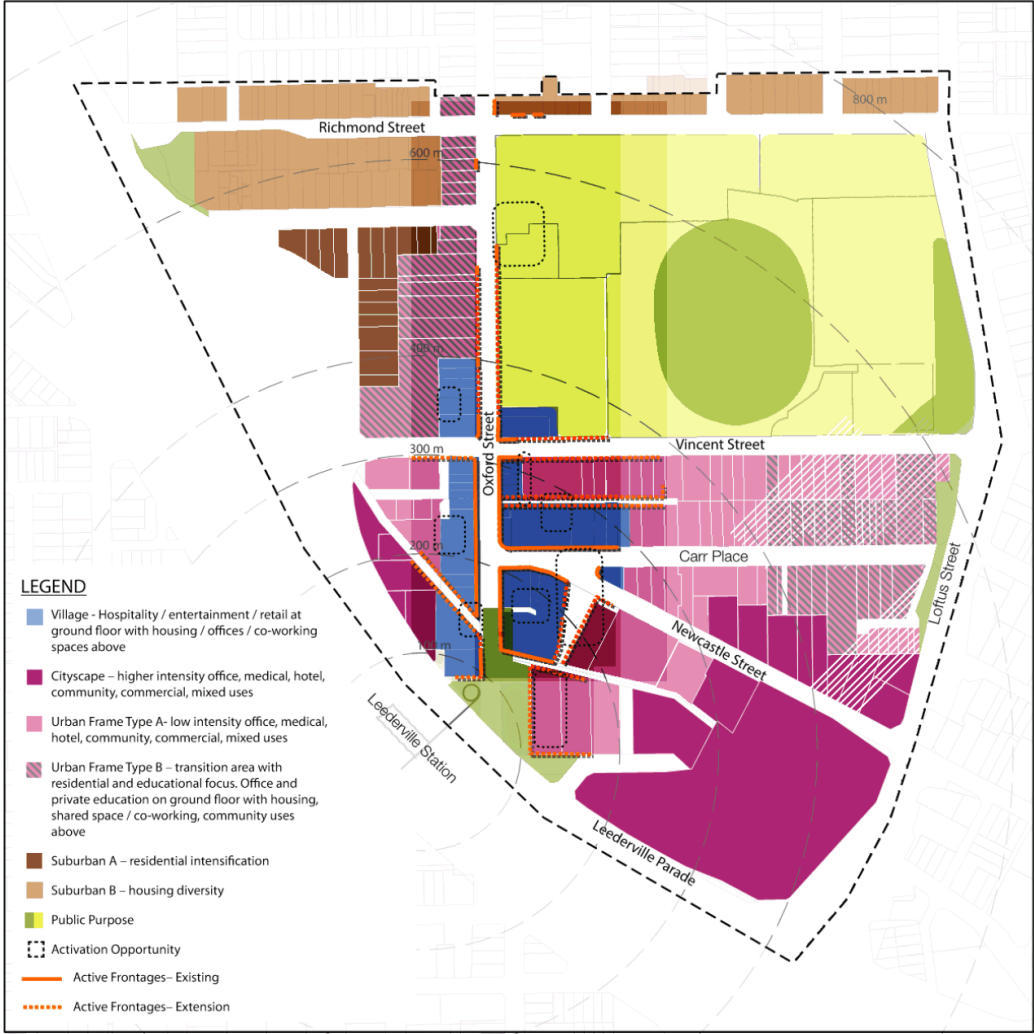 800 m
Richmond Street
600 m
400 m
Oxford Street
Vincent Street
300 m
200 m
Carr Place
Loftus Street
Newcastle Street
100 m
Leederville Station
Leederville Parade
LEGEND
Village - Hospitality / entertainment / retail at
ground floor with housing / offices / co-working
spaces above
Cityscape – higher intensity office, medical, hotel,
community, commercial, mixed uses
Urban Frame Type A- low intensity office, medical,
hotel, community, commercial, mixed uses
Urban Frame Type B – transition area with
residential and educational focus. Office and
private education on ground floor with housing,
shared space / co-working, community uses
above
Suburban A – residential intensification
Suburban B – housing diversity
Public Purpose
Activation Opportunity
Active Frontages– Existing
Active Frontages– Extension